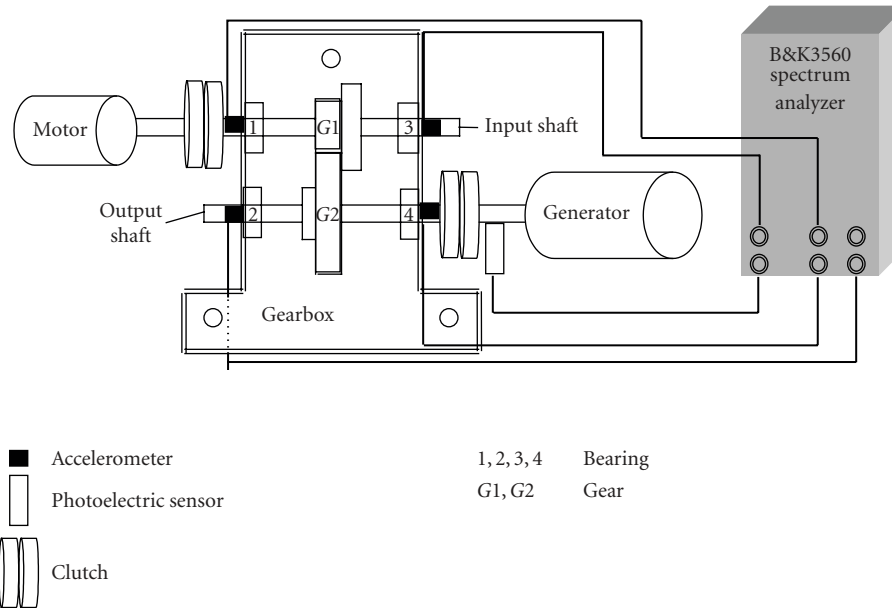 B&K3560
spectrum
analyzer
Motor
1
G1
3
Input shaft
Output
shaft
2
G2
4
Generator
Gearbox
Accelerometer
Photoelectric sensor
Clutch
1, 2, 3, 4 Bearing
G1, G2 Gear